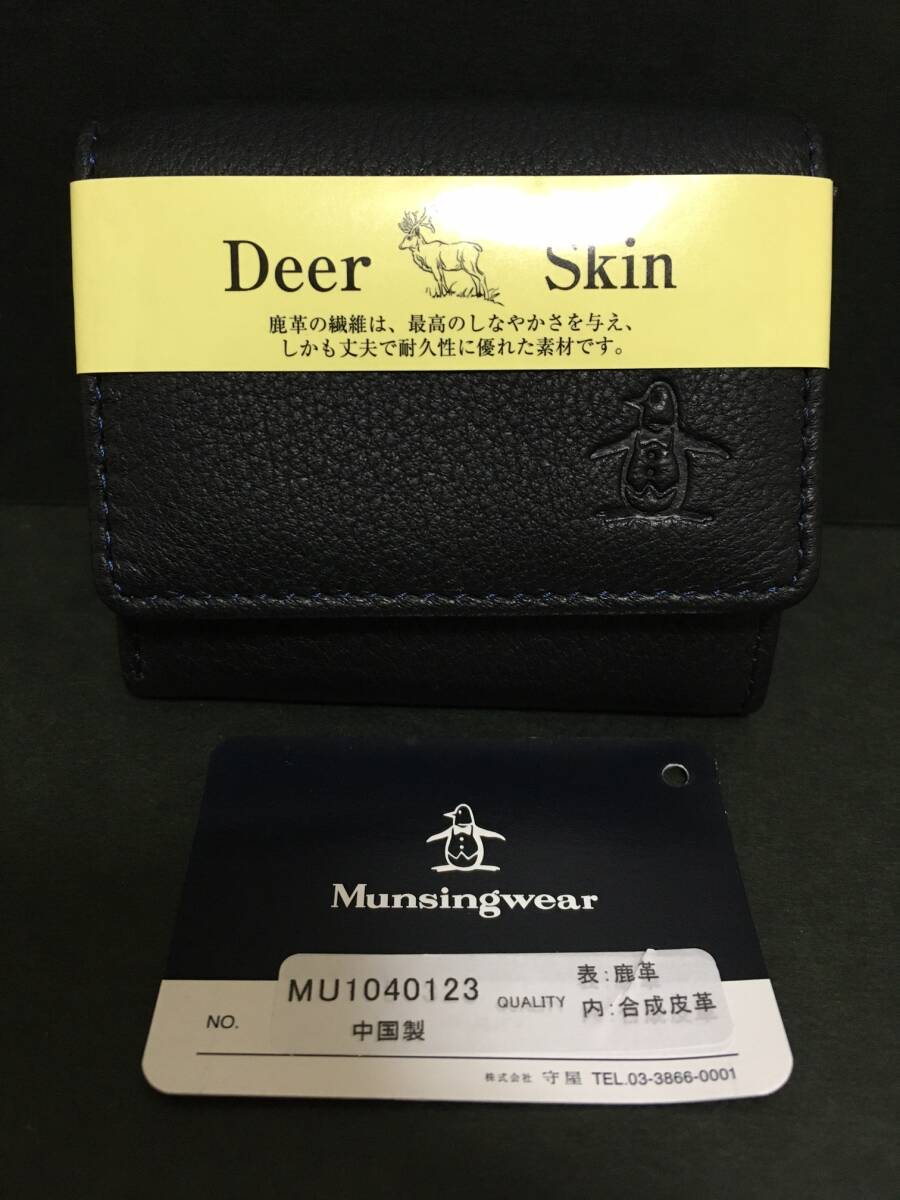 Deer Skin
鹿革の繊維は、最高のしなやかさを与え、
しかも丈夫で耐久性に優れた素材です。
Munsingwear
NO. MU1040123 QUALITY 表:鹿革
中国製 内:合成皮革
株式会社 守屋 TEL.03-3866-0001